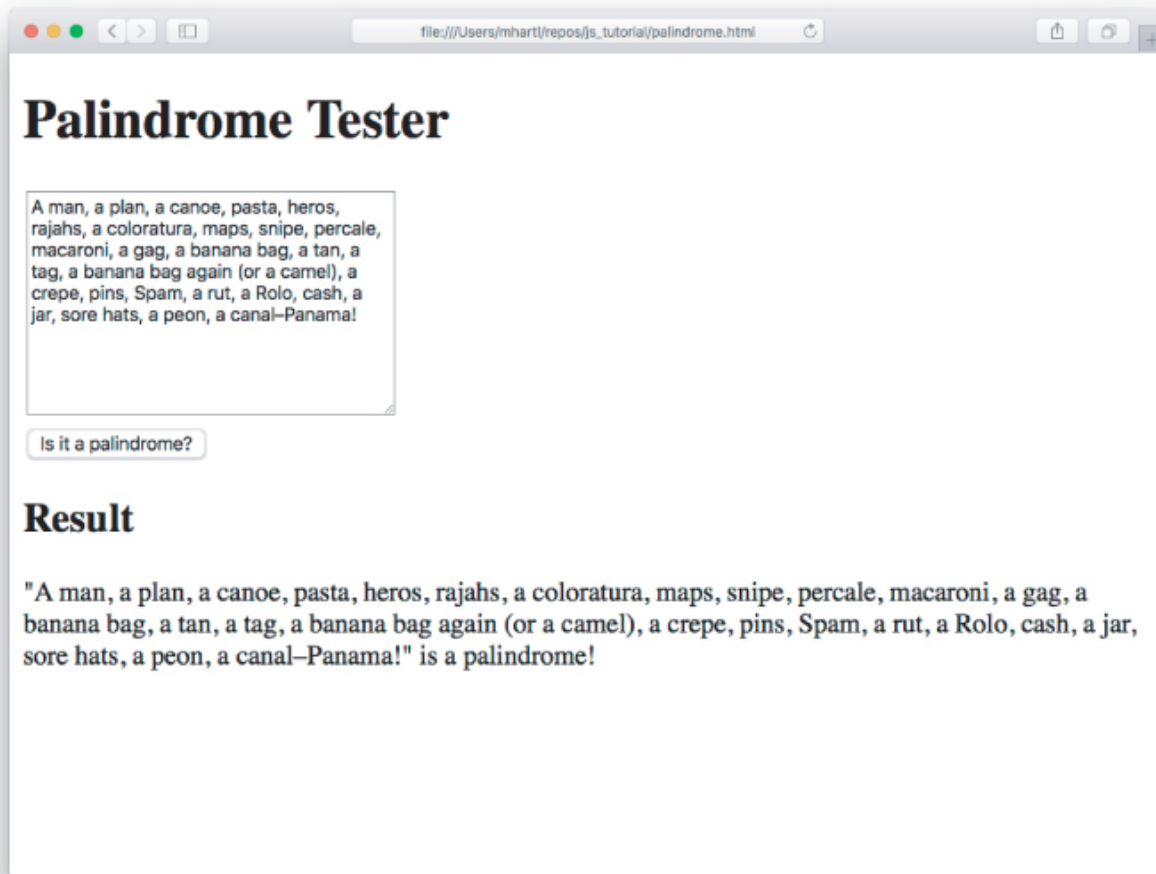 file:///Users/mhartl/repos/js_tutorial/palindrome.html
Palindrome Tester
A man, a plan, a canoe, pasta, heros,
rajahs, a coloratura, maps, snipe, percale,
macaroni, a gag, a banana bag, a tan, a
tag, a banana bag again (or a camel), a
crepe, pins, Spam, a rut, a Rolo, cash, a
jar, sore hats, a peon, a canal–Panama!
Is it a palindrome?
Result
"A man, a plan, a canoe, pasta, heros, rajahs, a coloratura, maps, snipe, percale, macaroni, a gag, a
banana bag, a tan, a tag, a banana bag again (or a camel), a crepe, pins, Spam, a rut, a Rolo, cash, a jar,
sore hats, a peon, a canal–Panama!" is a palindrome!